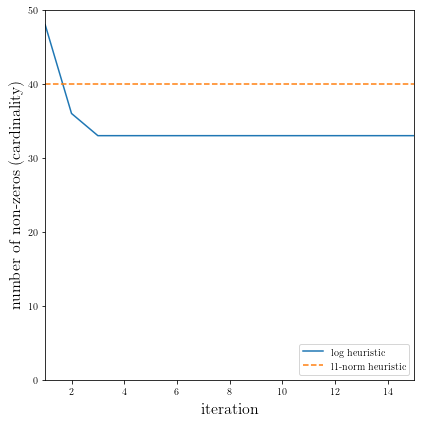 50
40
30
20
10
0
number of non-zeros (cardinality)
2 4 6 8 10 12 14
iteration
log heuristic
l1-norm heuristic